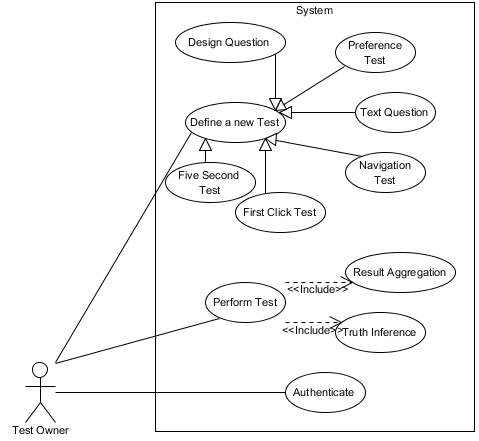 System
Design Question
Preference
Test
Define a new Test
Text Question
Five Second
Test
Navigation
Test
First Click Test
Result Aggregation
<<Include>>
Perform Test
<<Include>>
Truth Inference
Authenticate
Test Owner